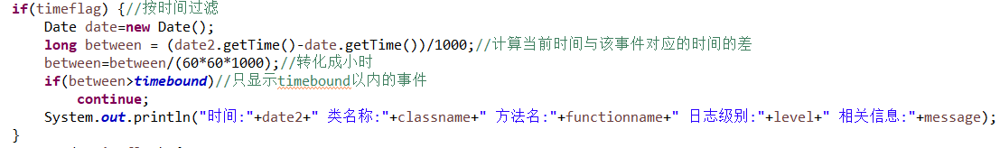 if(timeflag) {//按时间过滤
Date date=new Date();
long between = (date2.getTime()-date.getTime())/1000;//计算当前时间与该事件对应的时间的差
between=between/(60*60*1000);//转化成小时
if(between>timebound)//只显示timebound以内的事件
continue;
System.out.println("时间:"+date2+" 类名称:"+classname+" 方法名:"+functionname+" 日志级别:"+level+" 相关信息:"+message);
}